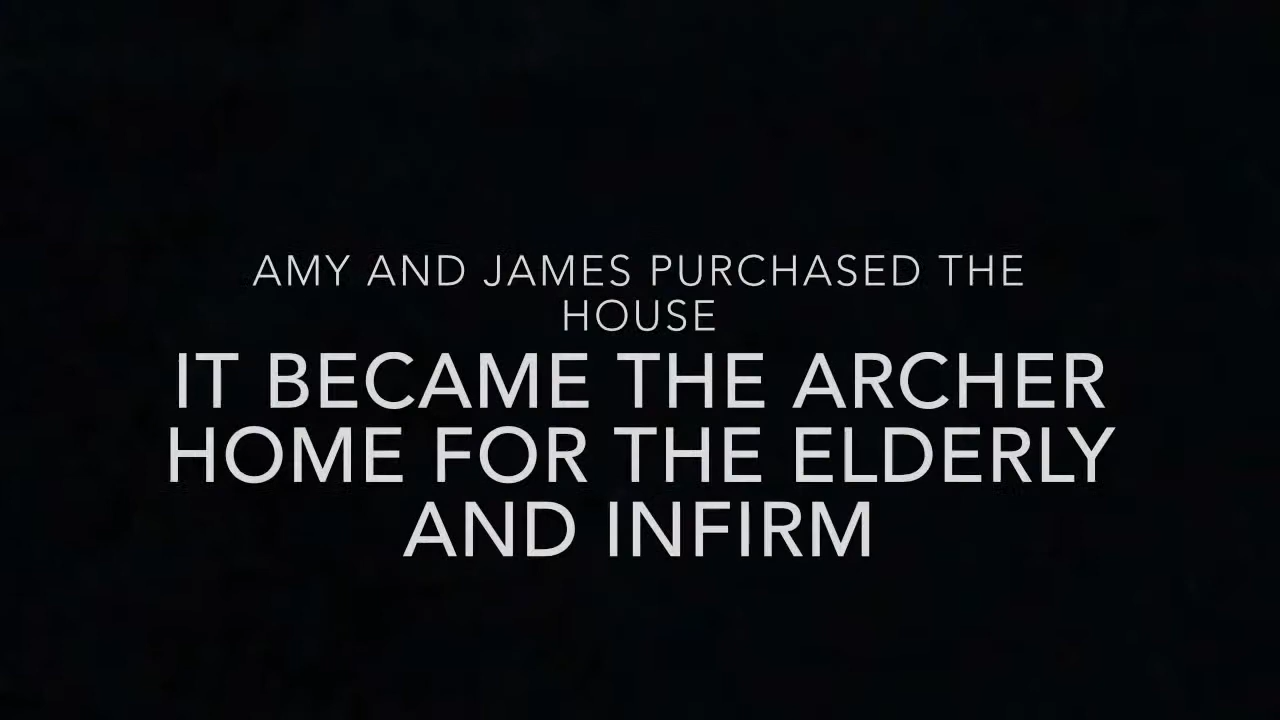 AMY AND JAMES PURCHASED THE
HOUSE
IT BECAME THE ARCHER
HOME FOR THE ELDERLY
AND INFIRM